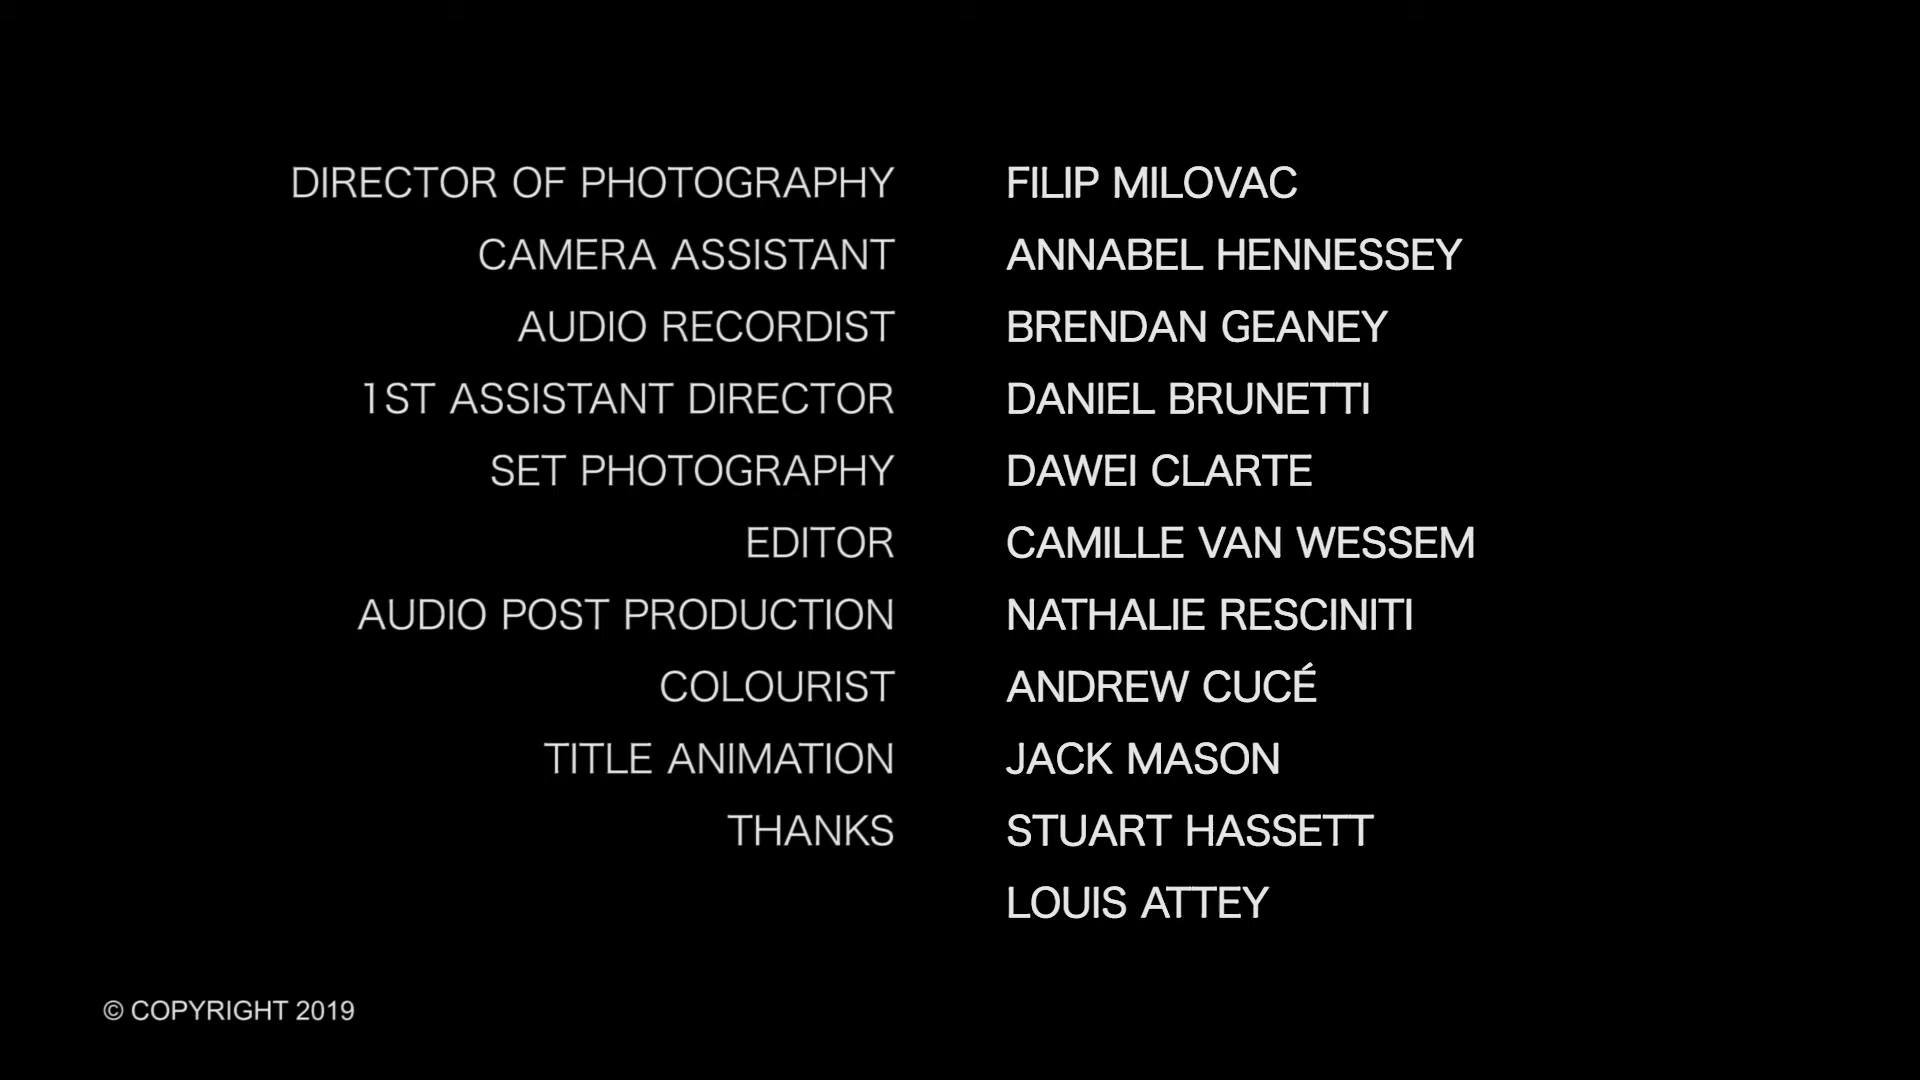 DIRECTOR OF PHOTOGRAPHY FILIP MILOVAC
CAMERA ASSISTANT ANNABEL HENNESSEY
AUDIO RECORDIST BRENDAN GEANEY
1ST ASSISTANT DIRECTOR DANIEL BRUNETTI
SET PHOTOGRAPHY DAWEI CLARTE
EDITOR CAMILLE VAN WESSEM
AUDIO POST PRODUCTION NATHALIE RESCINITI
COLOURIST ANDREW CUCÉ
TITLE ANIMATION JACK MASON
THANKS STUART HASSETT
LOUIS ATTEY
© COPYRIGHT 2019